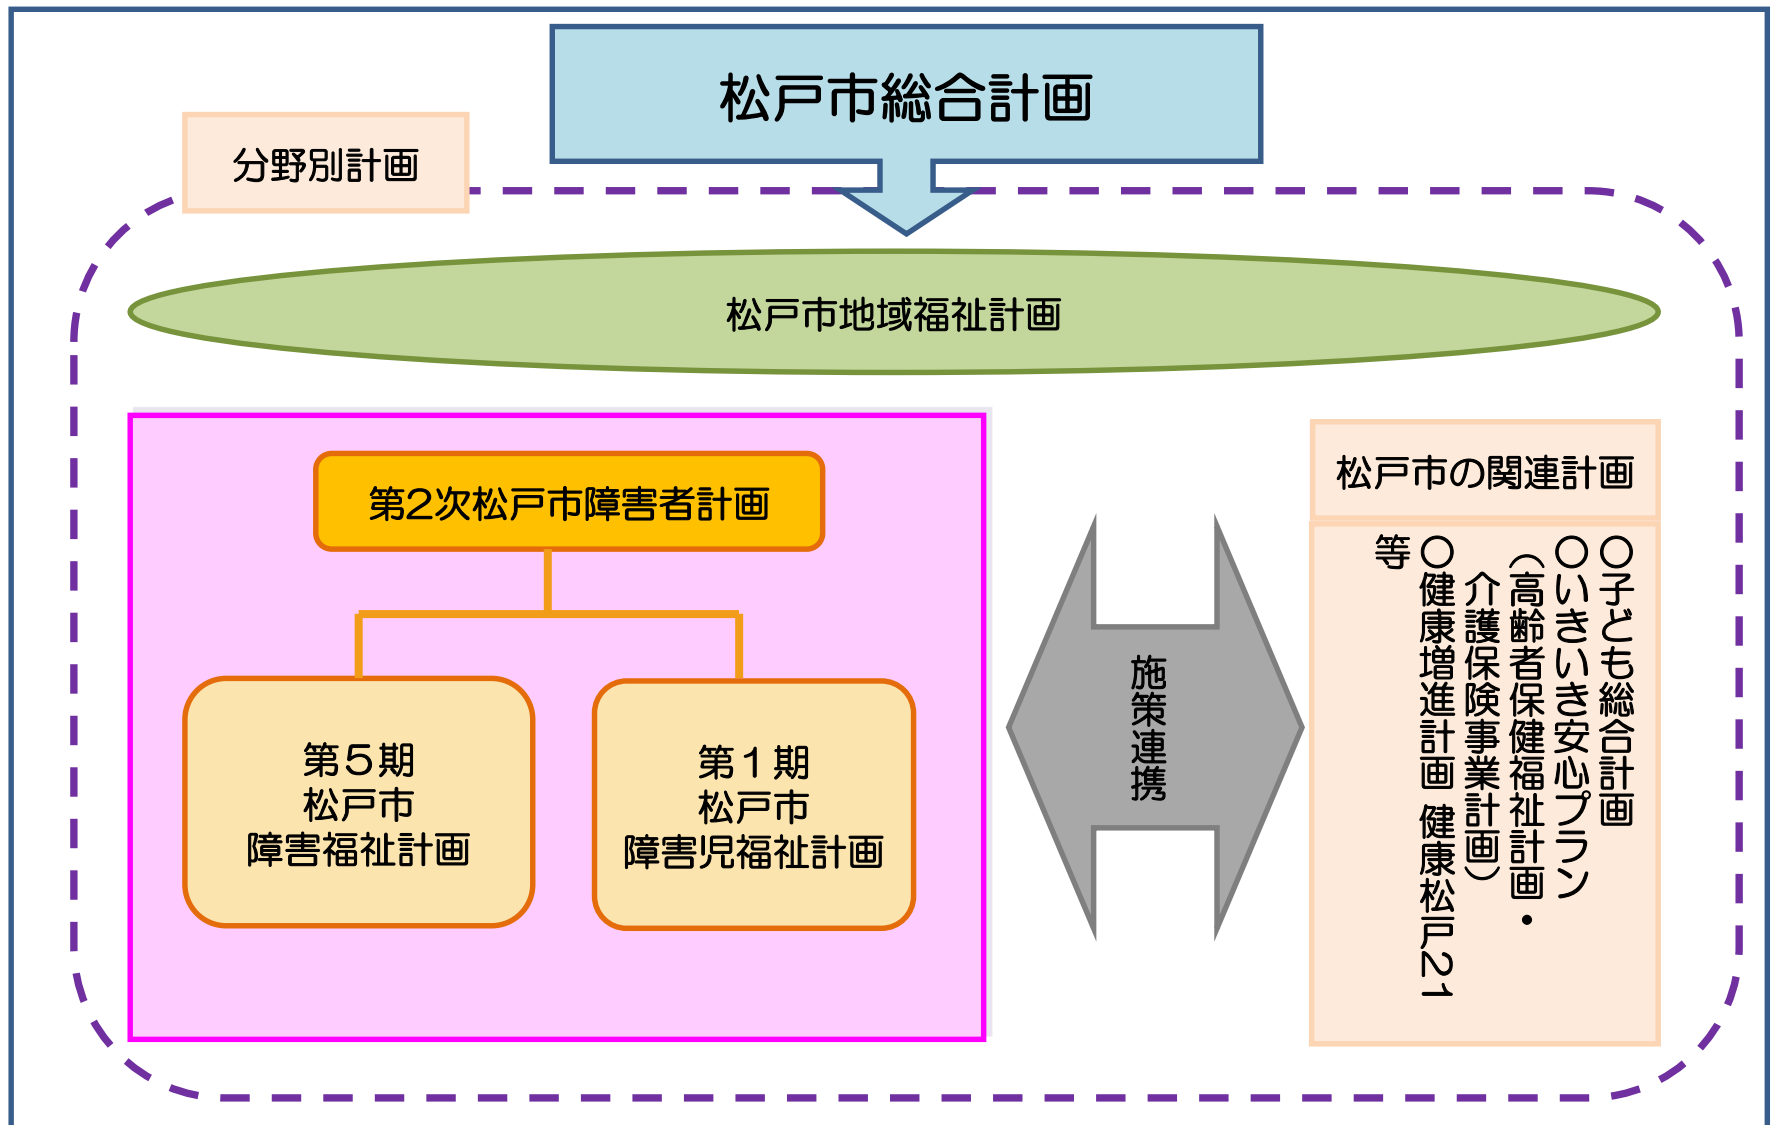 松戸市総合計画
分野別計画
松戸市地域福祉計画
第2次松戸市障害者計画
第５期
松戸市
障害福祉計画
第１期
松戸市
障害児福祉計画
施策連携
松戸市の関連計画
〇子ども総合計画
〇いきいき安心プラン
（高齢者保健福祉計画・
介護保険事業計画）
〇健康増進計画 健康松戸21
等